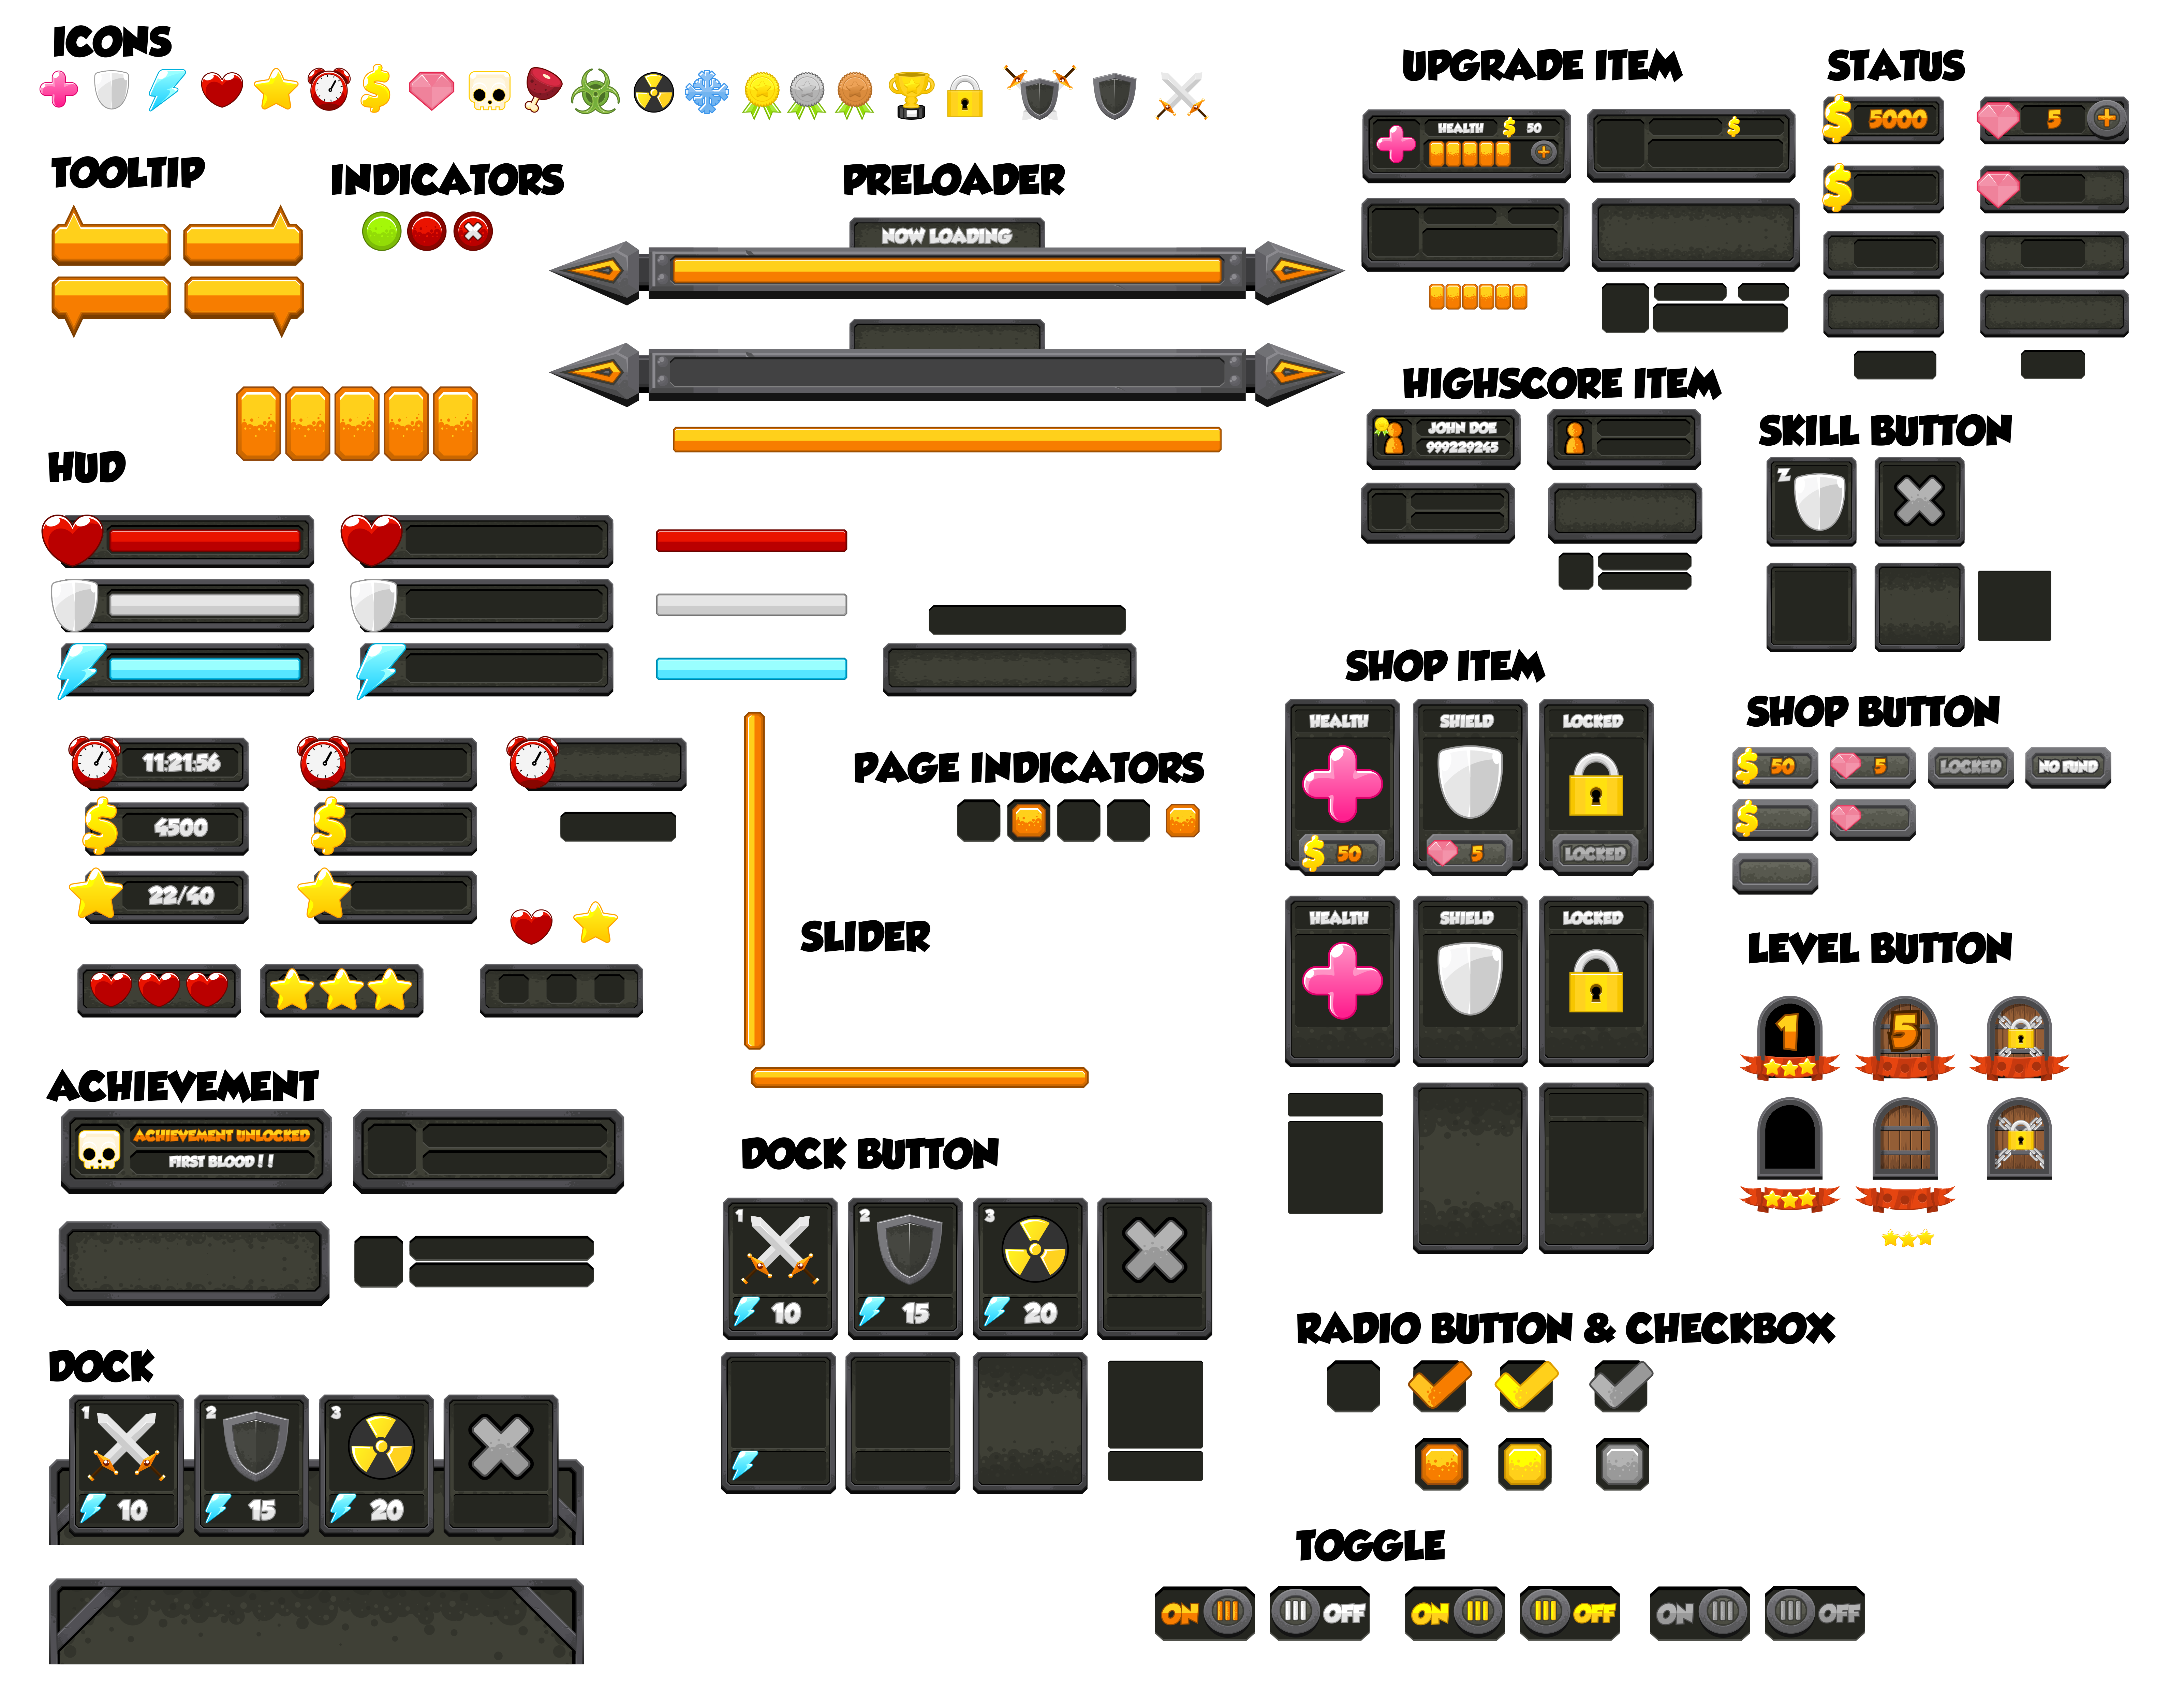 ICONS
UPGRADE ITEM
STATUS
HEALTH $ 50
$ 5000
5 +
+
$
$
TOOLTIP
INDICATORS
PRELOADER
NOW LOADING
HIGHSCORE ITEM
JOHN DOE
999229245
SKILL BUTTON
Z
HUD
SHOP ITEM
HEALTH
SHIELD
LOCKED
$ 50
5
LOCKED
HEALTH
SHIELD
LOCKED
SHOP BUTTON
$ 50
5
LOCKED
NO FUND
$
11:21:56
$ 4500
$
22/40
PAGE INDICATORS
SLIDER
LEVEL BUTTON
1
5
ACHIEVEMENT
ACHIEVEMENT UNLOCKED
FIRST BLOOD ! !
DOCK BUTTON
1
2
3
10
15
20
DOCK
1
2
3
10
15
20
RADIO BUTTON & CHECKBOX
TOGGLE
ON
OFF
ON
OFF
ON
OFF